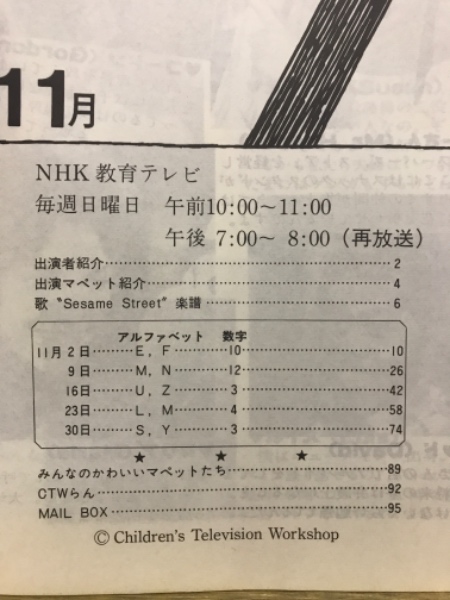 11月
NHK 教育テレビ
毎週日曜日 午前10:00〜11:00
午後 7:00〜 8:00（再放送）
出演者紹介 2
出演マペット紹介 4
歌〝Sesame Street〞楽譜 6
アルファベット 数字
11月2日 E, F 10 10
9日 M, N 12 26
16日 U, Z 3 42
23日 L, M 4 58
30日 S, Y 3 74
★ ★ ★
みんなのかわいいマペットたち 89
CTWらん 92
MAIL BOX 95
© Children's Television Workshop